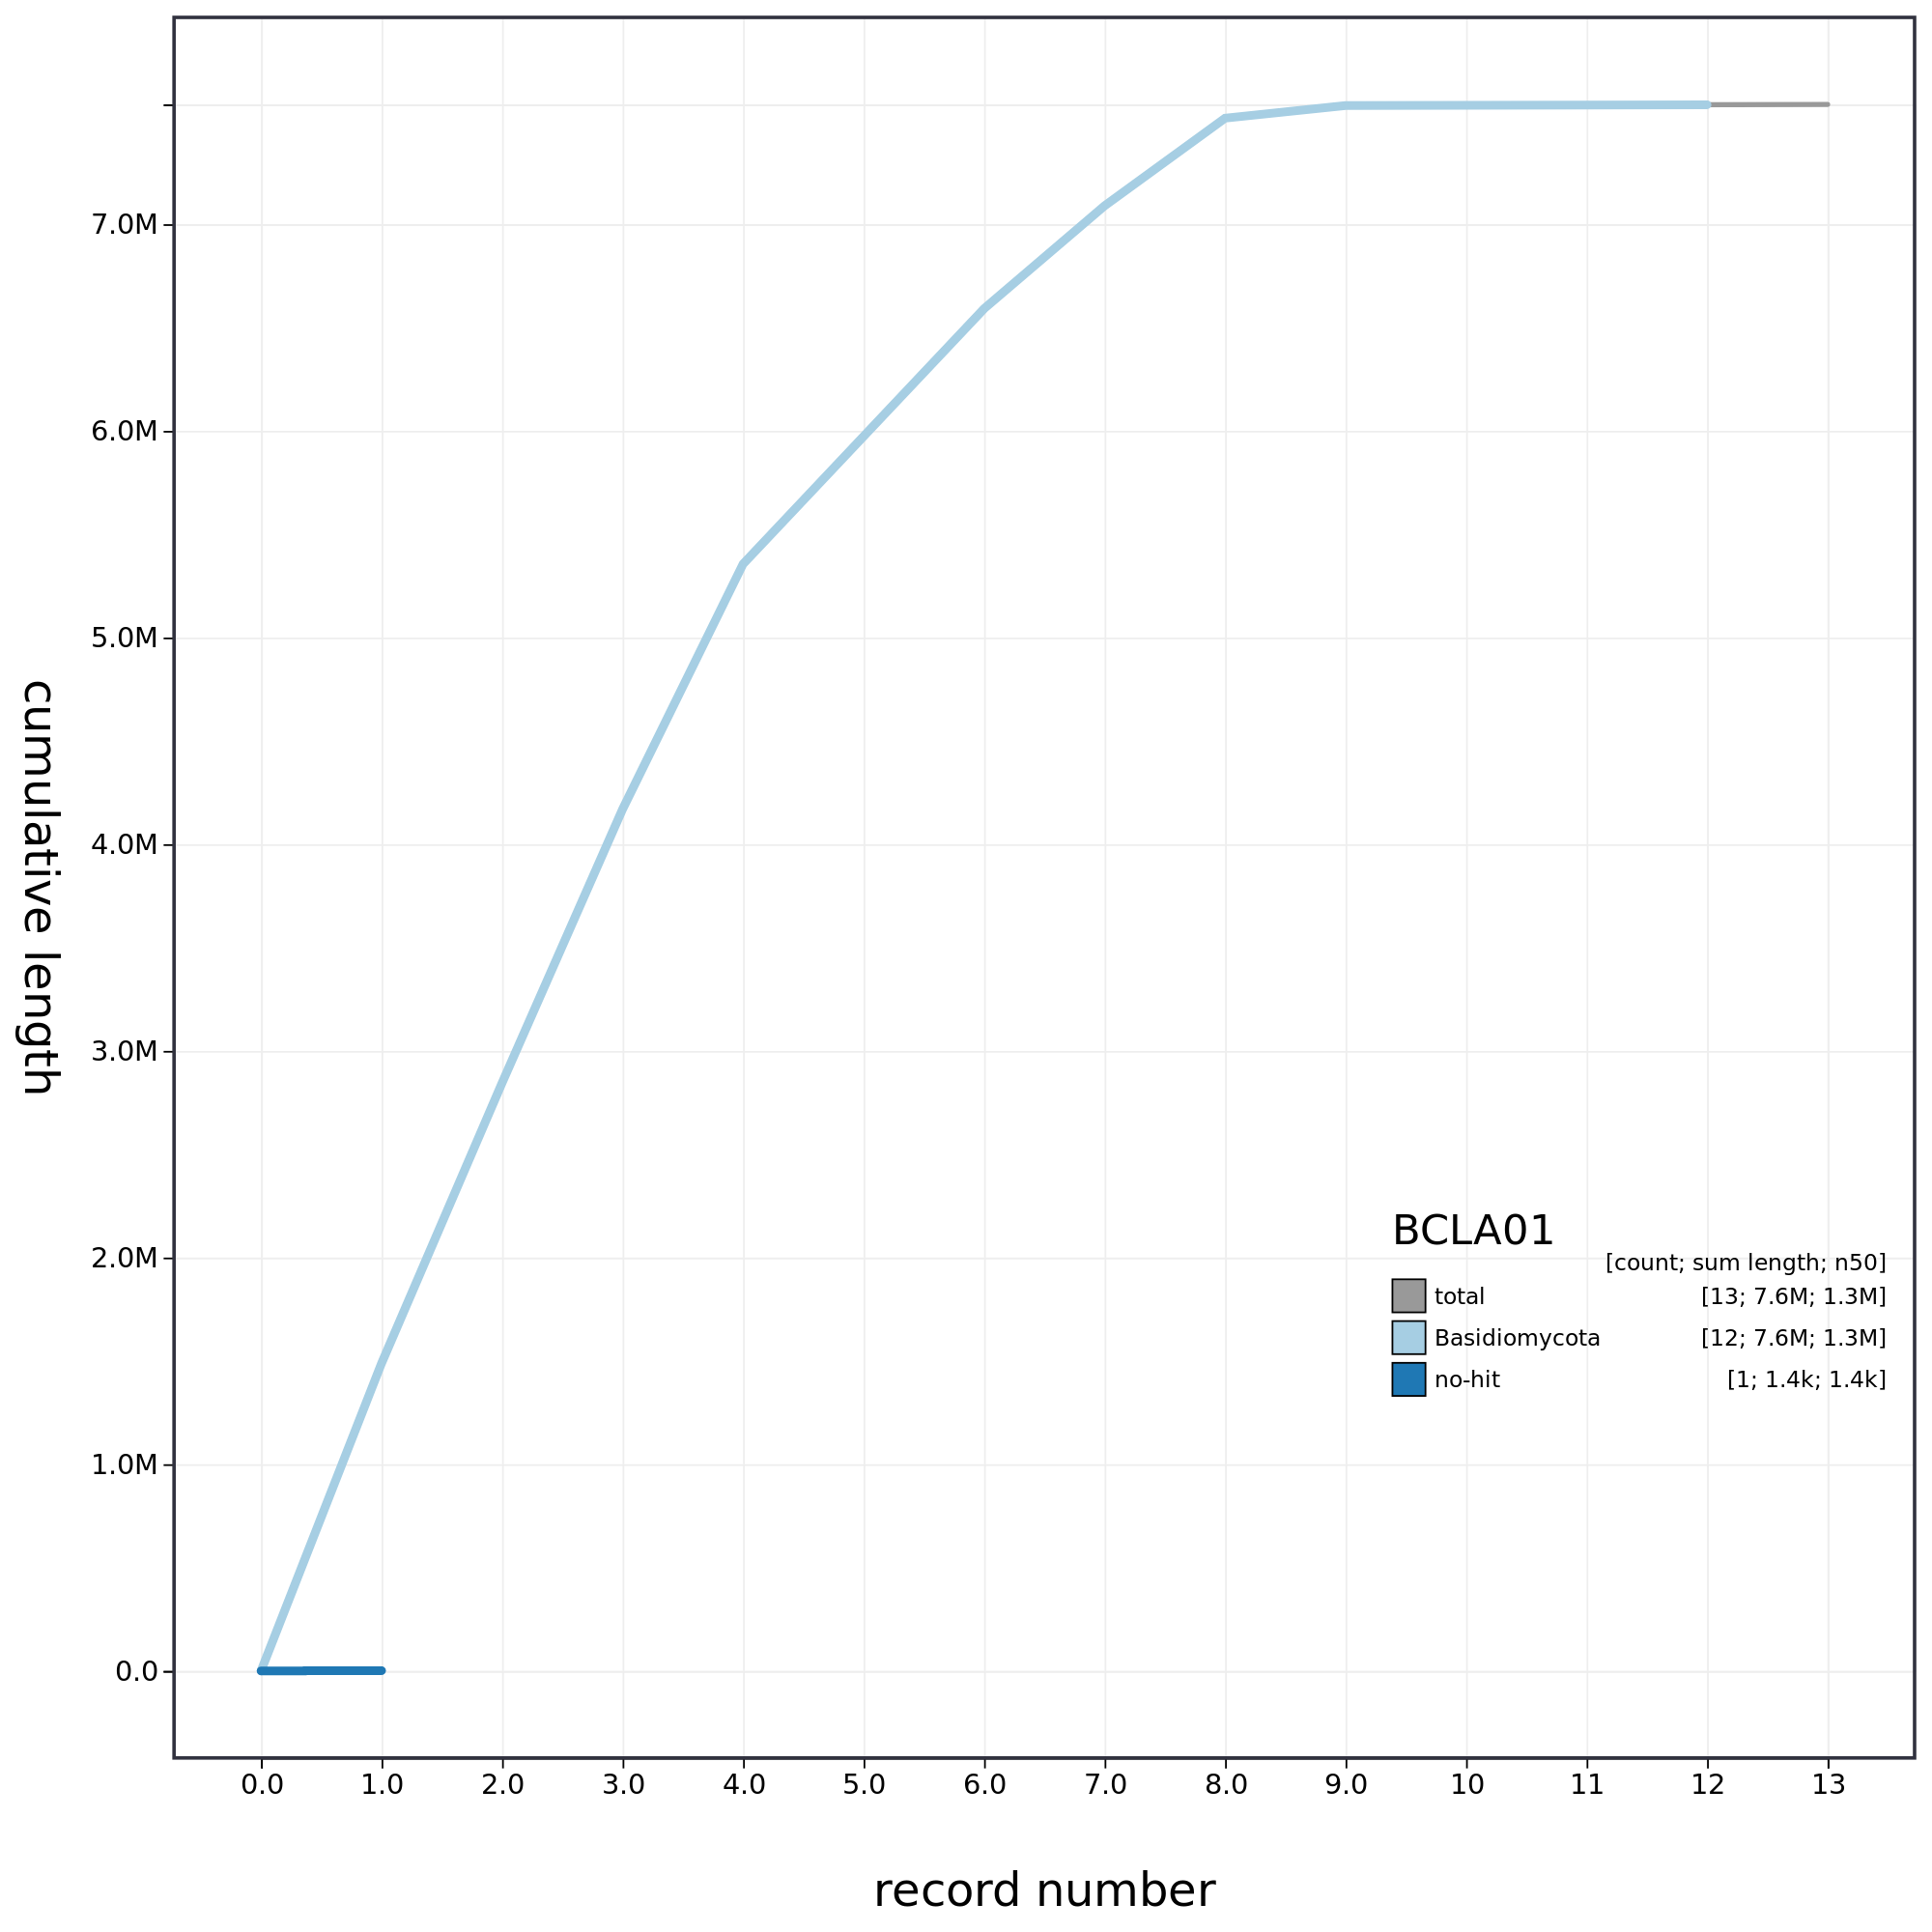 7.0M
6.0M
5.0M
4.0M
3.0M
2.0M
1.0M
0.0
cumulative length
BCLA01
[count; sum length; n50]
total [13; 7.6M; 1.3M]
Basidiomycota [12; 7.6M; 1.3M]
no-hit [1; 1.4k; 1.4k]
0.0 1.0 2.0 3.0 4.0 5.0 6.0 7.0 8.0 9.0 10 11 12 13
record number